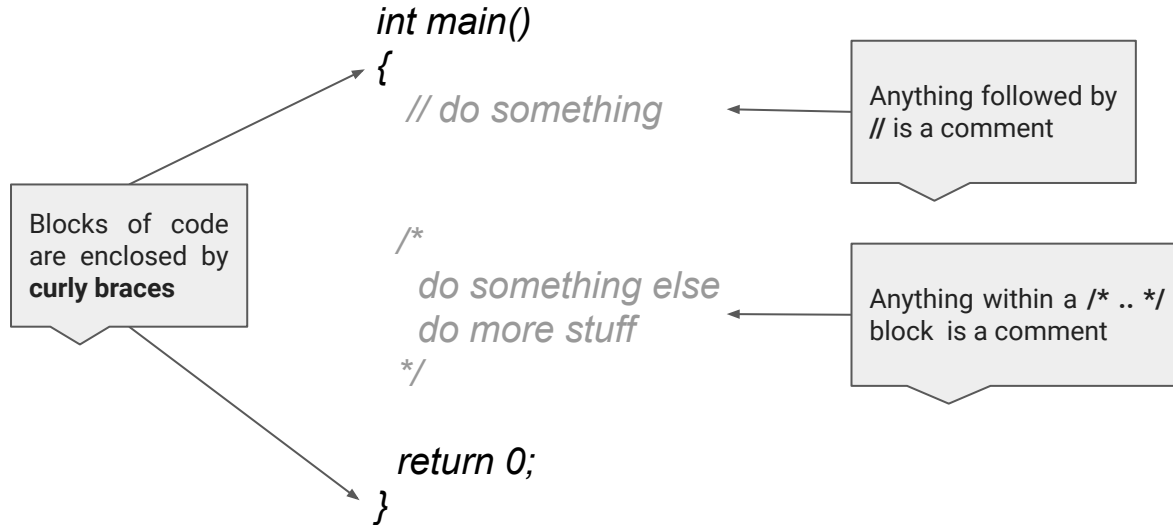 int main()
{
// do something
Anything followed by
// is a comment
Blocks of code
are enclosed by
curly braces
/*
do something else
do more stuff
*/
Anything within a /* .. */
block is a comment
return 0;
}